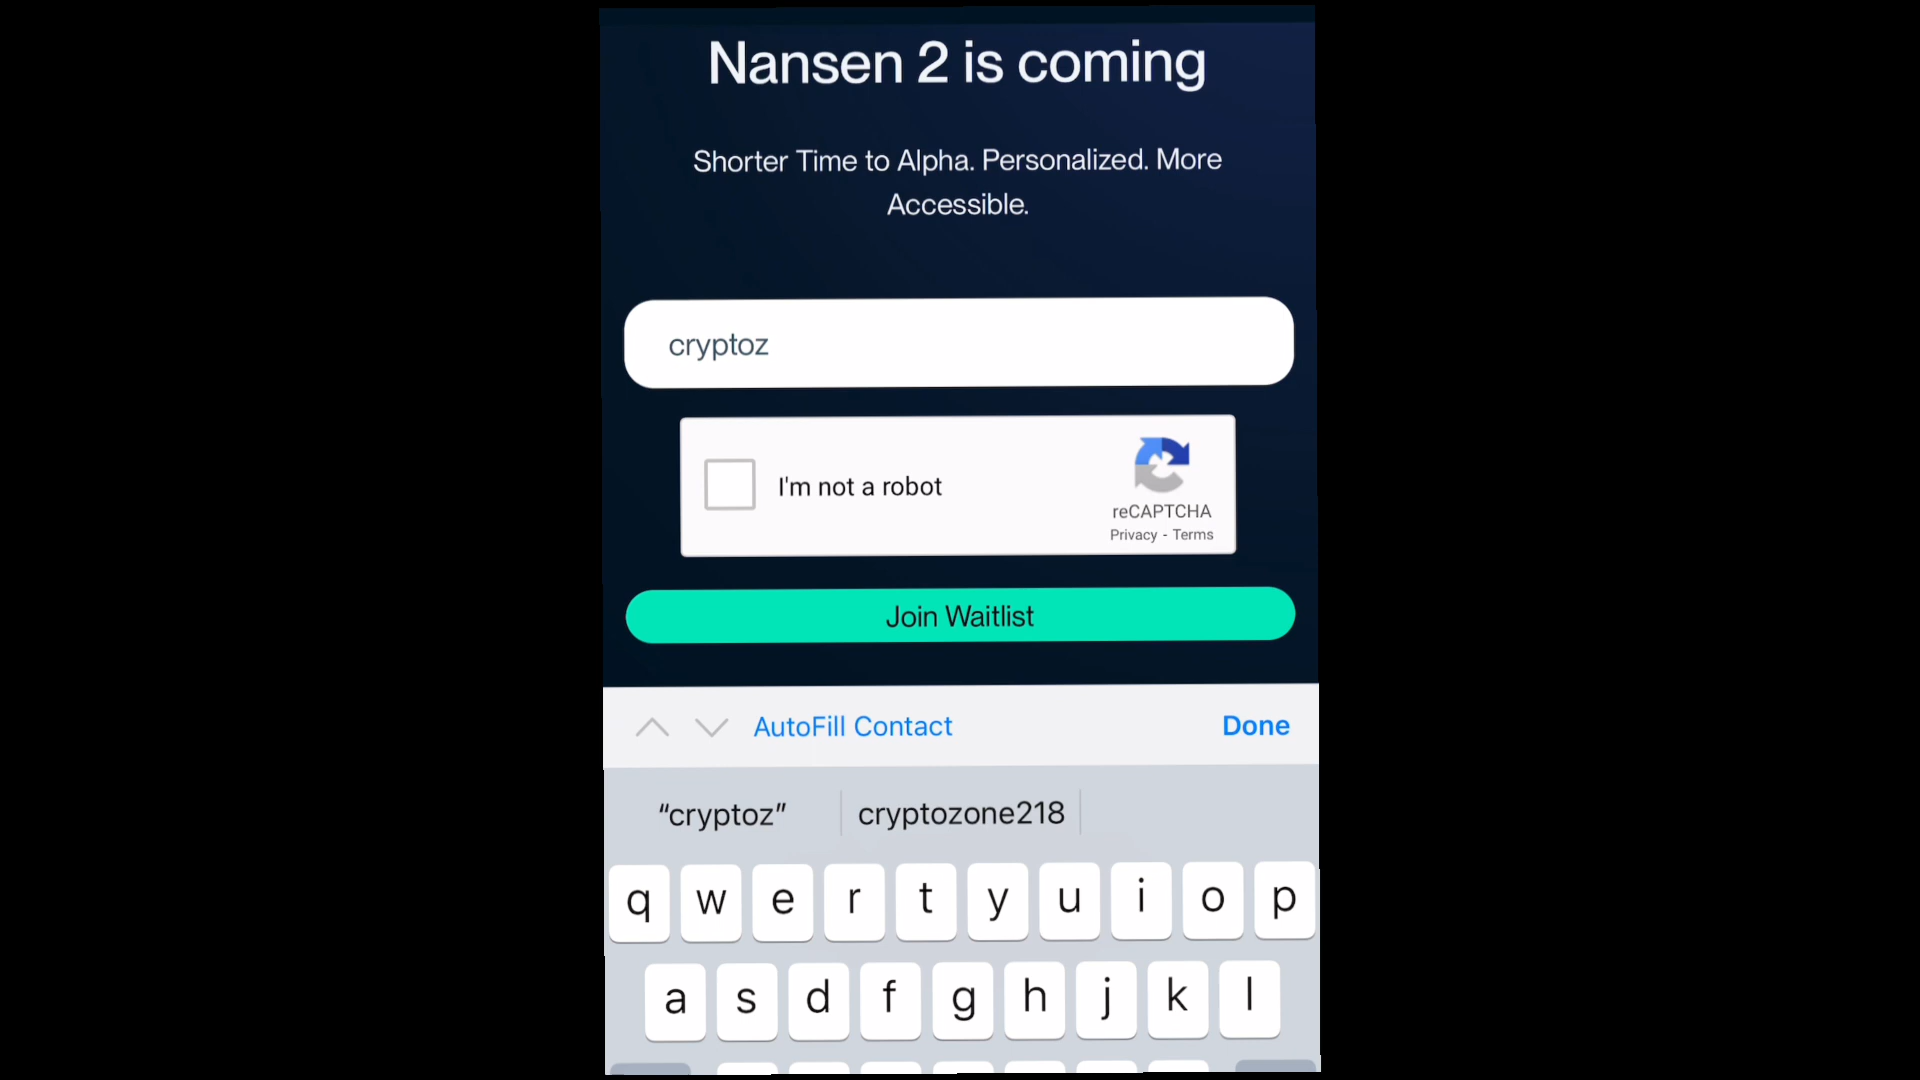 Nansen 2 is coming
Shorter Time to Alpha. Personalized. More
Accessible.
cryptoz
I'm not a robot
reCAPTCHA
Privacy - Terms
Join Waitlist
AutoFill Contact Done
“cryptoz” cryptozone218
q w e r t y u i o p
a s d f g h j k l